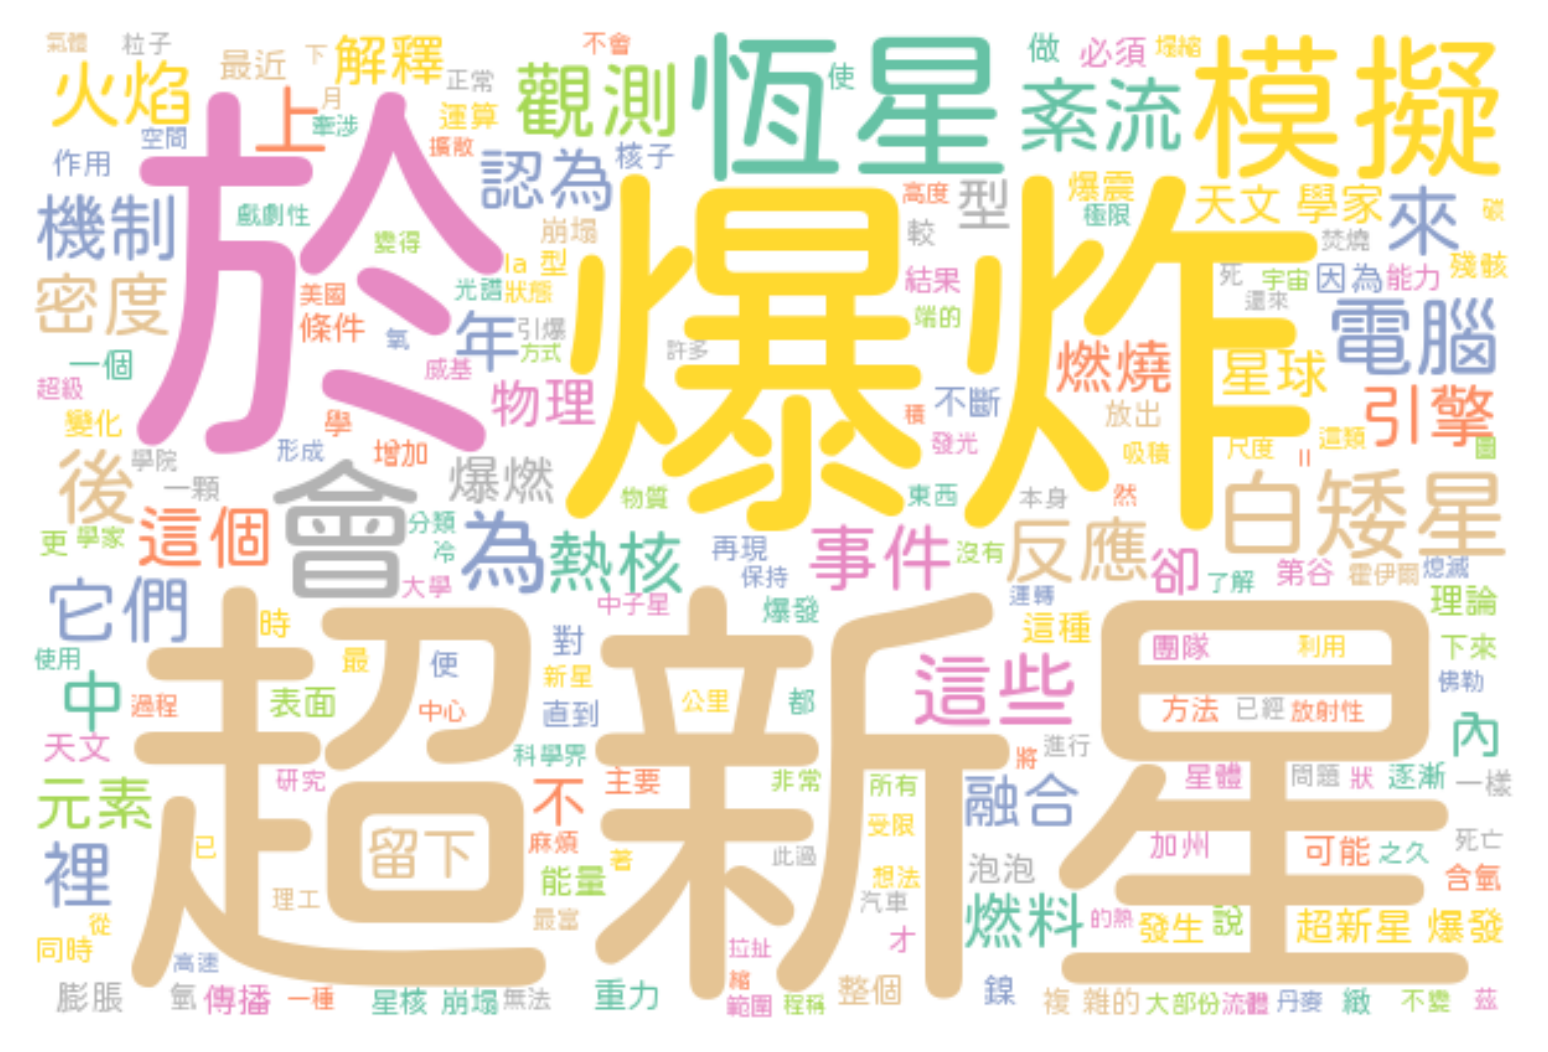 氣體 粒子 最近 下 解釋 不會 做 必須 塌縮
火焰 上 月 正常 觀測 恆星 使 紊流 模擬
空間 牽涉 運算
作用 擴散 認為 核子 高度 型 爆震 天文 學家 來 碳
機制 戲劇性 於 變得 崩塌 爆炸 較 極限 焚燒
密度 美國 光譜 狀態 Ia 型 結果 死 宇宙 因為 能力 殘骸
條件 氧 年 引爆 方式 許多 端的 還來 電腦
一個 威基 燃燒 星球
超級 物理 不斷 放出 引擎
變化 學 積 發光 吸積 尺度 這類 圖
學院 形成 增加 II
後 一顆 會 爆燃 物質 東西 本身 然 白矮星
更 學家 這個 分類 冷 為 熱核 再現 事件 沒有 反應 卻
大學 保持 了解 第谷 霍伊爾 熄滅
它們 時 中子星 爆發 運轉 這種 理論
使用 最 便 對 超新星 團隊 利用 下來
中 過程 表面 中心 新星 直到 公里 都 這些 方法 已經 放射性 佛勒
天文 科學界 將 進行 內
元素 研究 不 主要 非常 所有 融合 星體 問題 狀 逐漸 一樣
裡 已 留下 麻煩 著 此過 受限 加州 可能 之久 死亡
理工 能量 想法 泡泡 含氫
同時 從 最富 汽車 燃料 的熱 發生 說 超新星 爆發
高速 拉扯 才
膨脹 氫 傳播 一種 星核 崩塌 無法 重力 縮 範圍 程稱 整個 鎳 複 雜的 大部份 流體 丹麥 緻 不變 茲